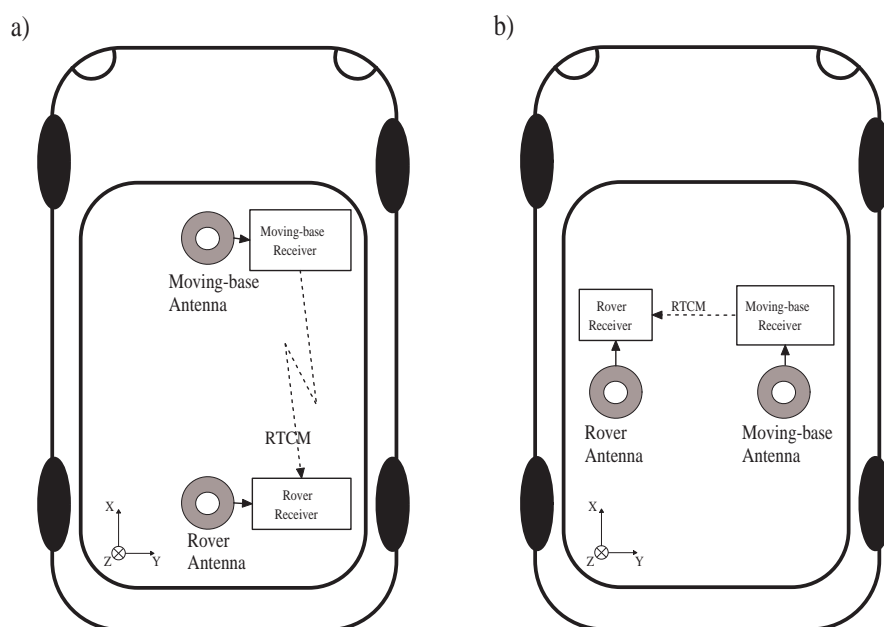 a)
Moving-base
Receiver
Moving-base
Antenna
RTCM
Rover
Receiver
Rover
Antenna
X
Z
Y
b)
Rover
Receiver
RTCM
Moving-base
Receiver
Rover
Antenna
Moving-base
Antenna
X
Z
Y